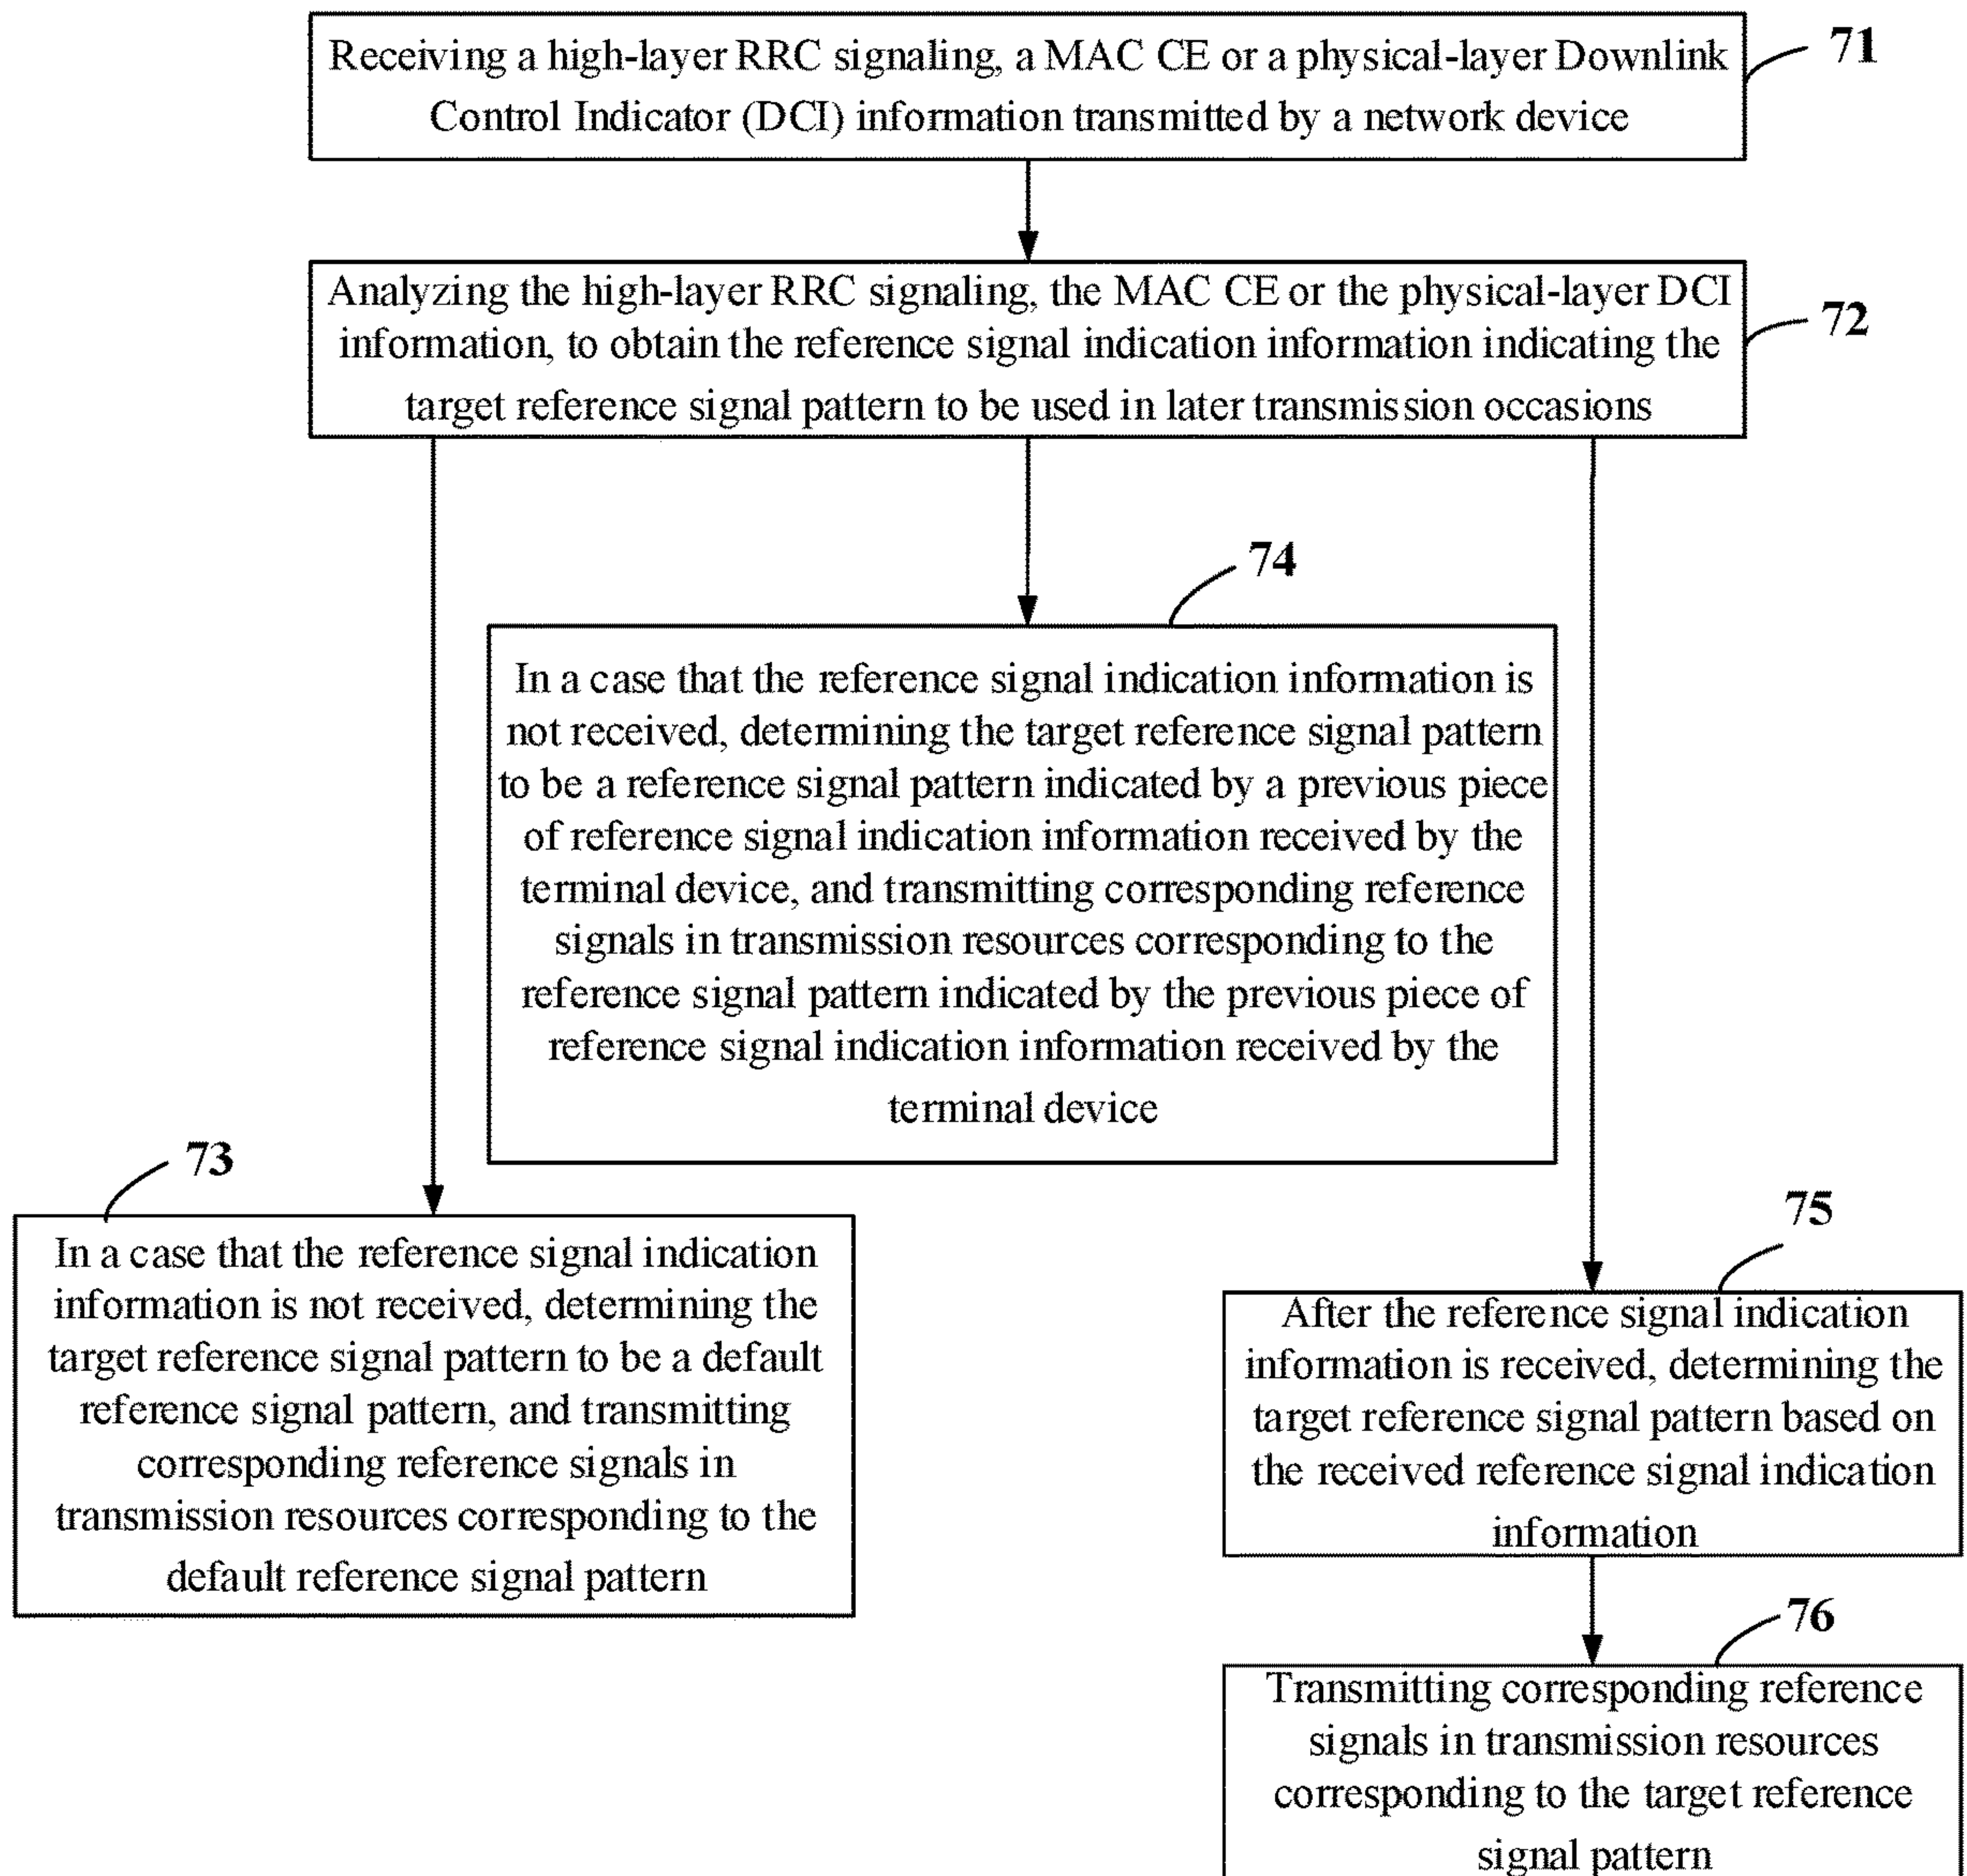 Receiving a high-layer RRC signaling, a MAC CE or a physical-layer Downlink
Control Indicator (DCI) information transmitted by a network device
71
Analyzing the high-layer RRC signaling, the MAC CE or the physical-layer DCI
information, to obtain the reference signal indication information indicating the
target reference signal pattern to be used in later transmission occasions
72
74
In a case that the reference signal indication information is
not received, determining the target reference signal pattern
to be a reference signal pattern indicated by a previous piece
of reference signal indication information received by the
terminal device, and transmitting corresponding reference
signals in transmission resources corresponding to the
reference signal pattern indicated by the previous piece of
reference signal indication information received by the
terminal device
73
In a case that the reference signal indication
information is not received, determining the
target reference signal pattern to be a default
reference signal pattern, and transmitting
corresponding reference signals in
transmission resources corresponding to the
default reference signal pattern
75
After the reference signal indication
information is received, determining the
target reference signal pattern based on
the received reference signal indication
information
76
Transmitting corresponding reference
signals in transmission resources
corresponding to the target reference
signal pattern